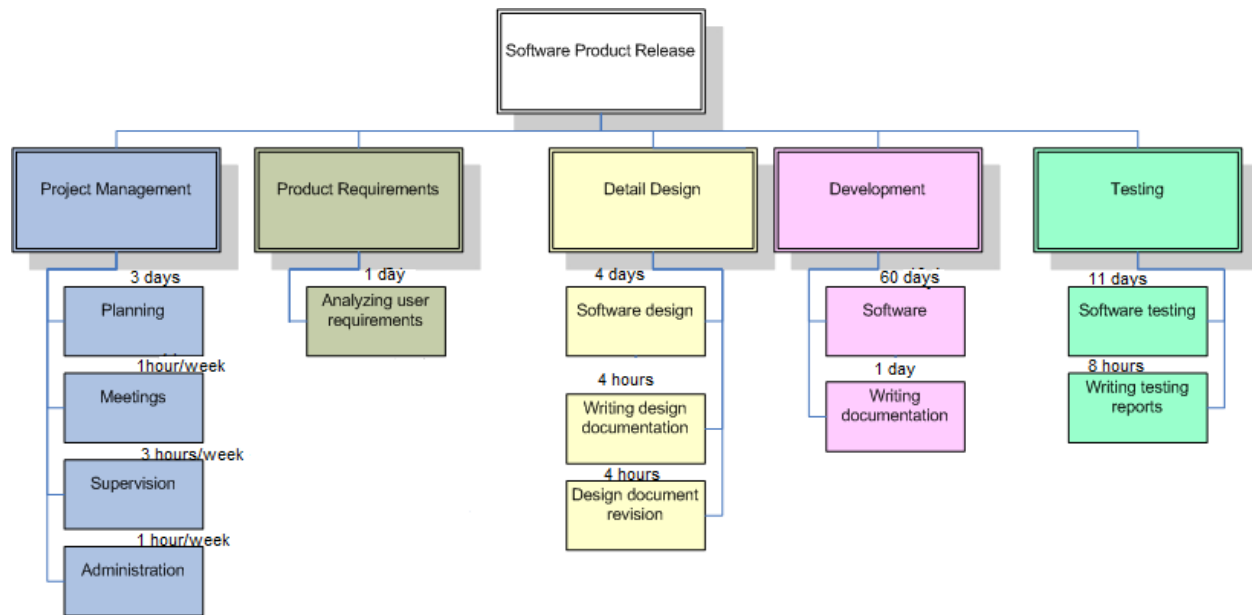 Software Product Release
Project Management
Product Requirements
Detail Design
Development
Testing
3 days
Planning
1hour/week
Meetings
3 hours/week
Supervision
1 hour/week
Administration
1 day
Analyzing user
requirements
4 days
Software design
4 hours
Writing design
documentation
4 hours
Design document
revision
60 days
Software
1 day
Writing
documentation
11 days
Software testing
8 hours
Writing testing
reports